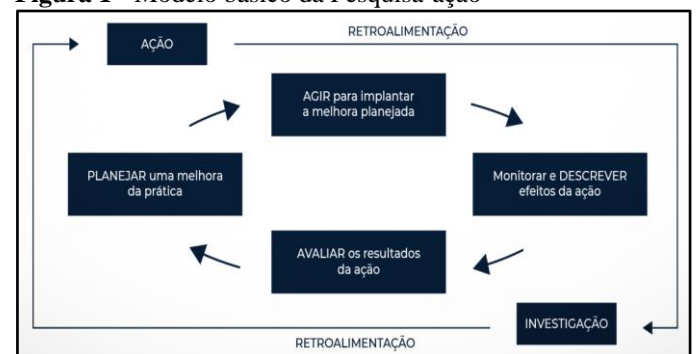 Figura 1 - Modelo básico da Pesquisa-ação
RETROALIMENTAÇÃO
AÇÃO
AGIR para implantar
a melhora planejada
PLANEJAR uma melhora
da prática
Monitorar e DESCREVER
efeitos da ação
AVALIAR os resultados
da ação
INVESTIGAÇÃO
RETROALIMENTAÇÃO